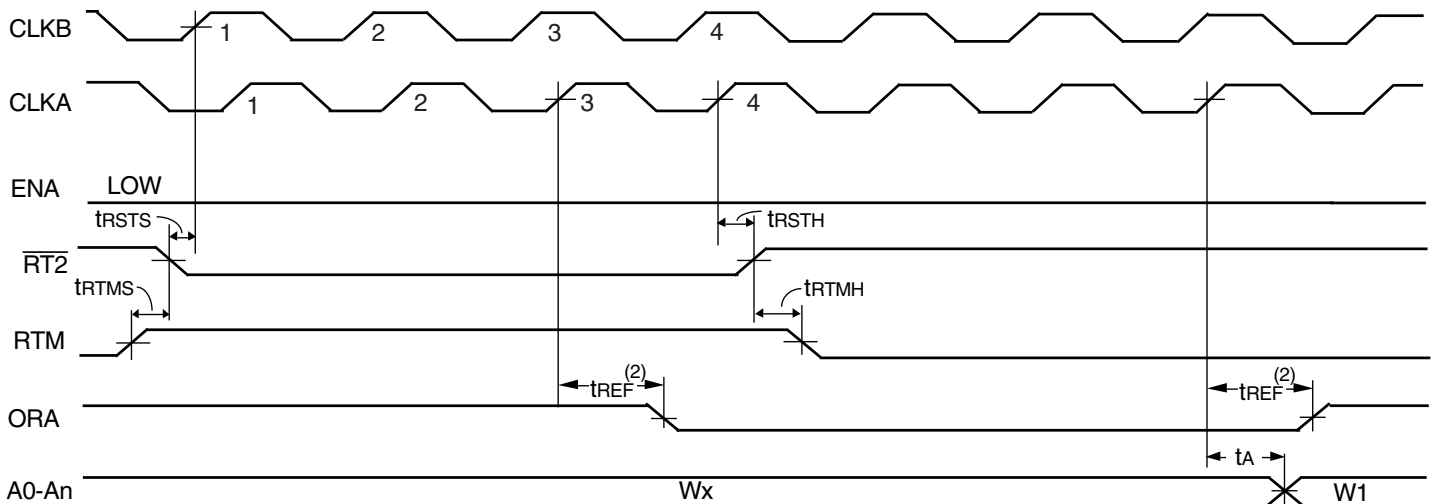 CLKB 1 2 3 4
CLKA 1 2 3 4
ENA LOW
tRSTS tRSTH
RT2
tRTMS tRTMH
RTM
tREF(2) tREF(2)
ORA
tA
A0-An Wx W1